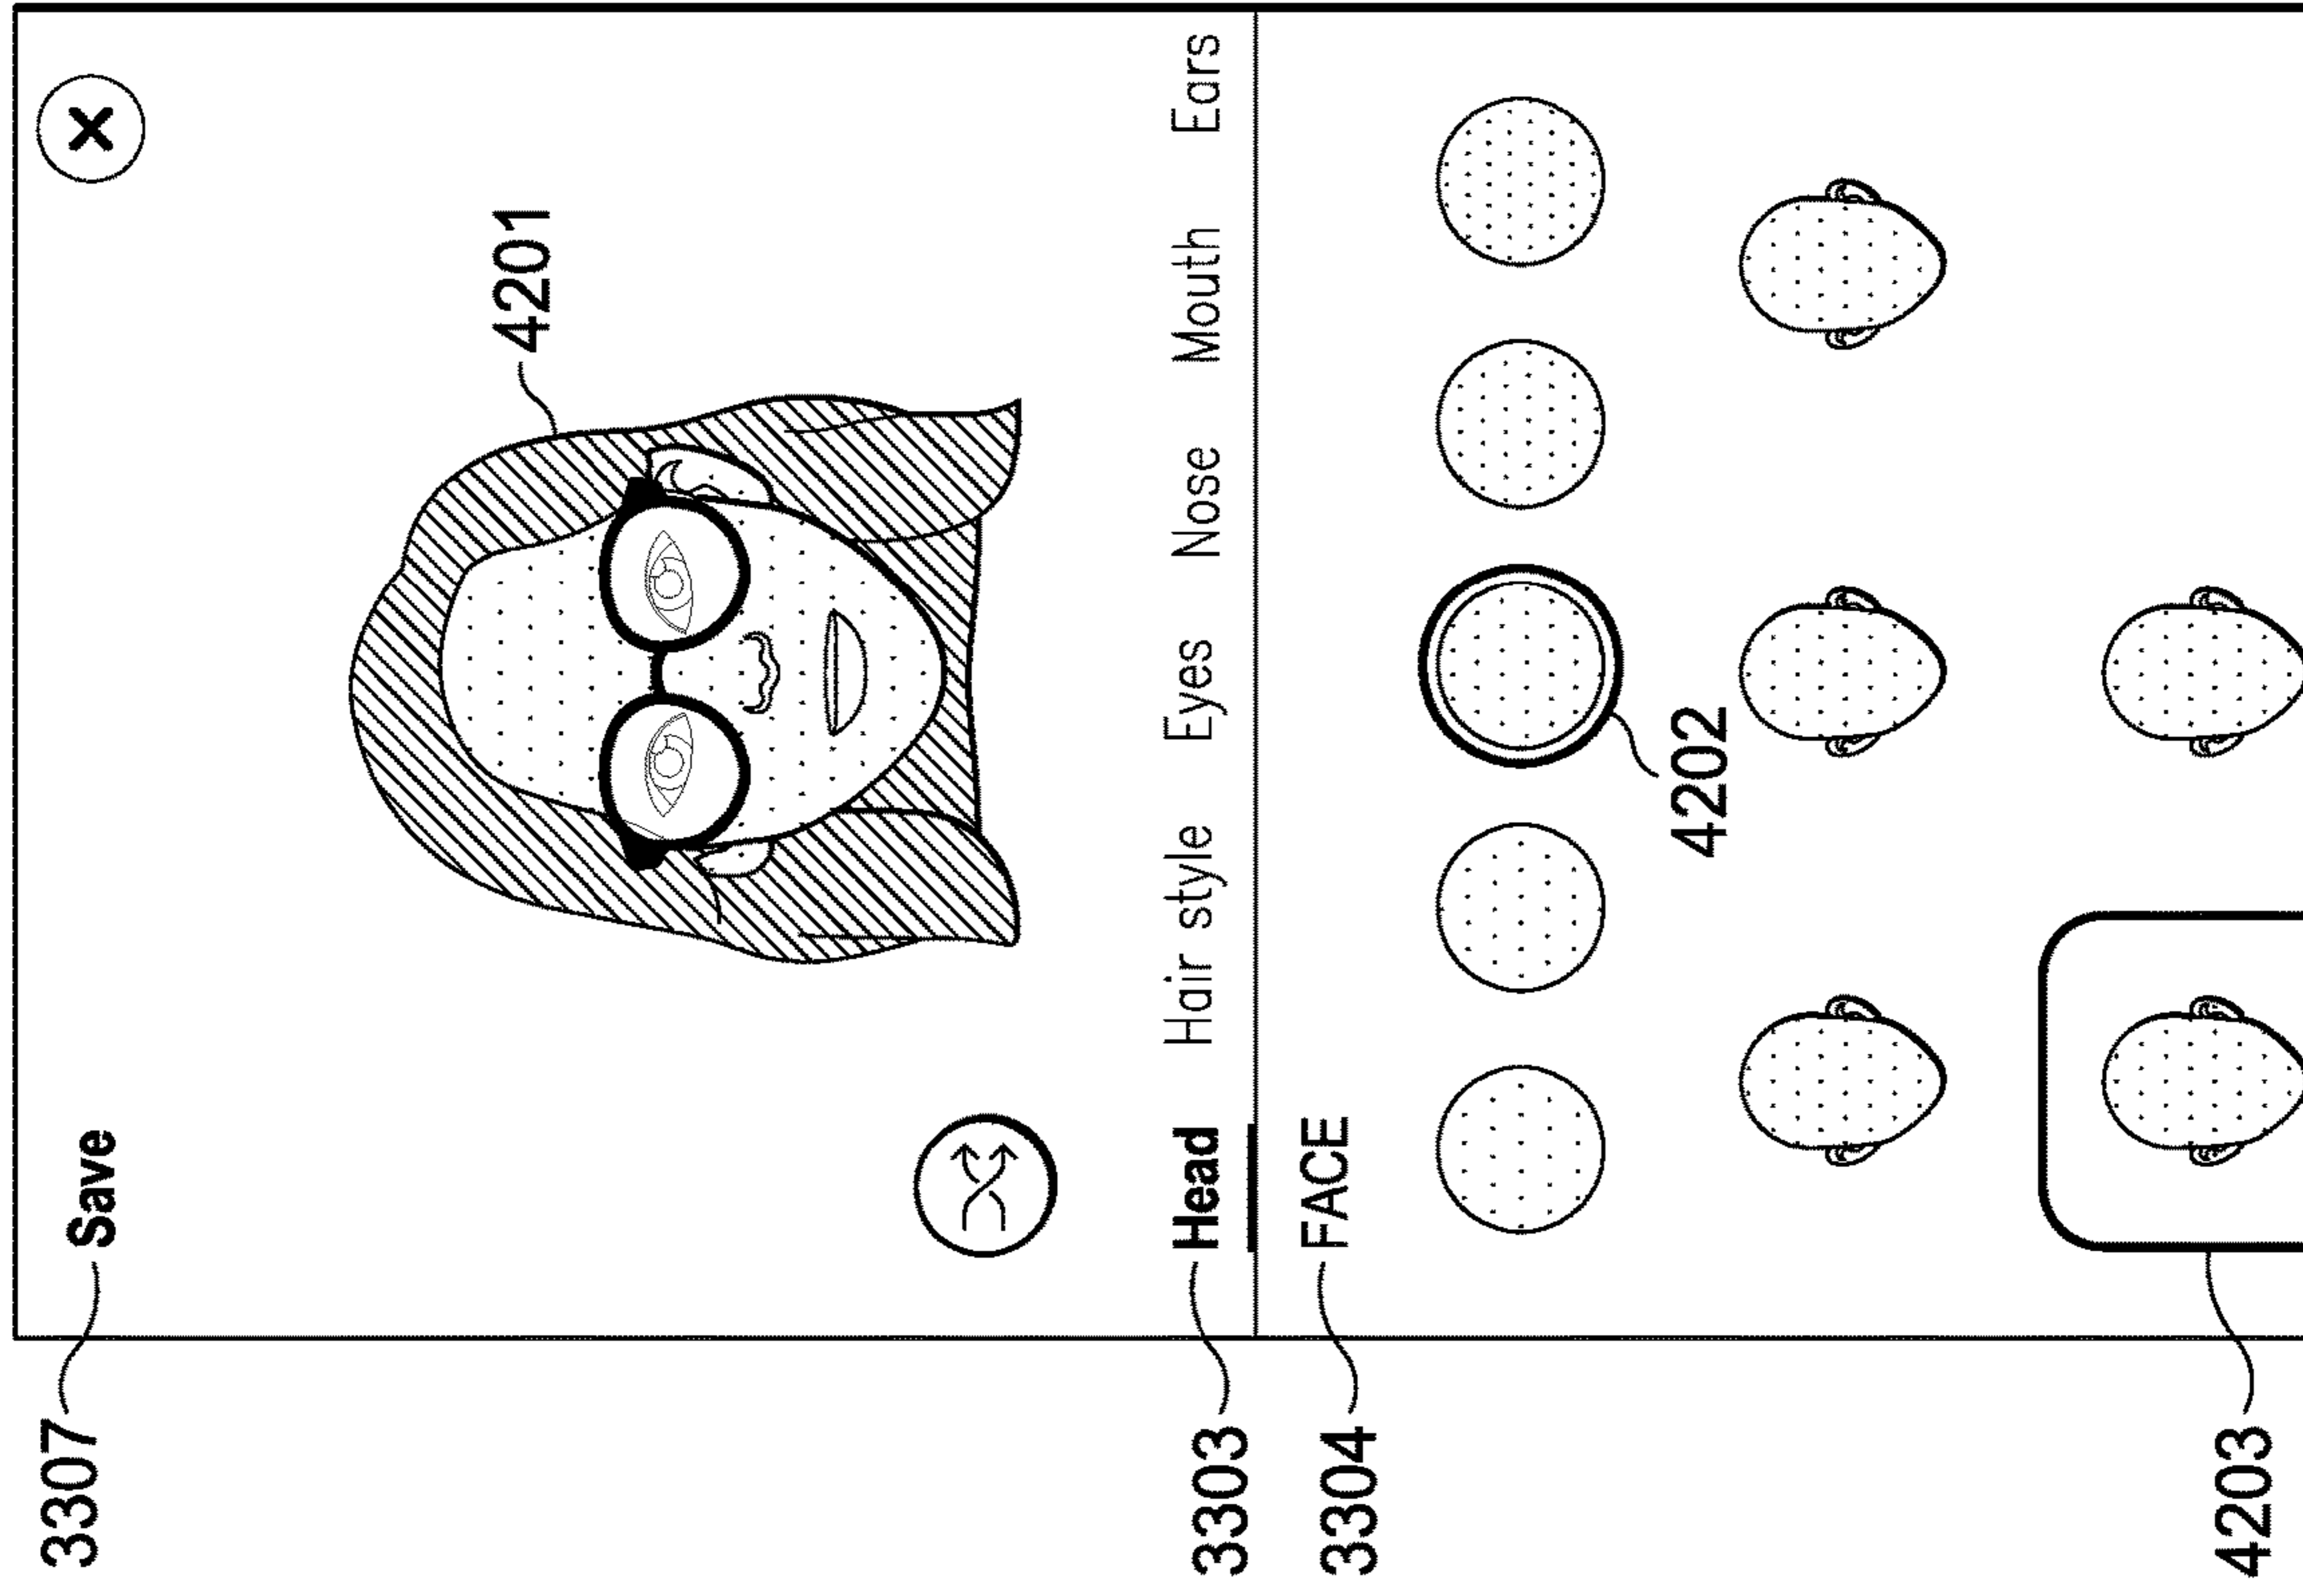 3307 Save
4201
3303 Head Hair style Eyes Nose Mouth Ears
3304 FACE
4202
4203